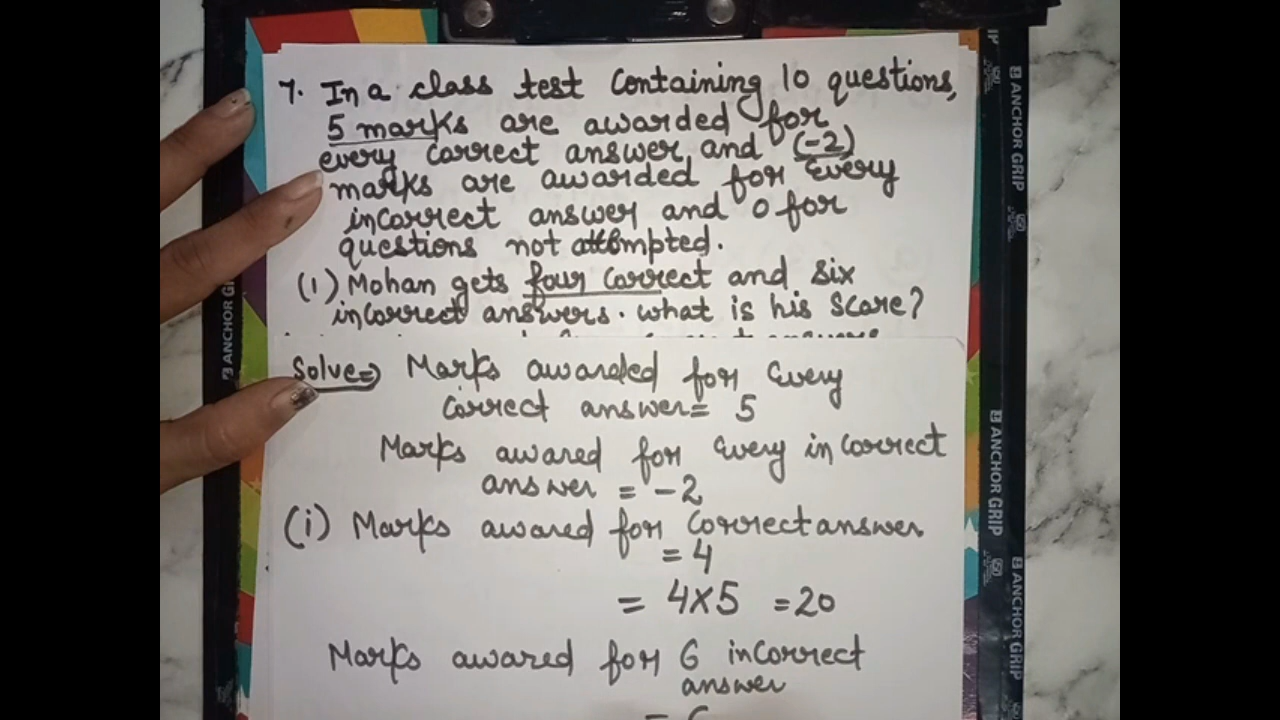 7. In a class test containing 10 questions,
5 marks are awarded for
every correct answer and (-2)
marks are awarded for every
incorrect answer and 0 for
questions not attempted.
(1) Mohan gets four correct and six
incorrect answers. what is his score?
Solve⇒ Marks awarded for every
correct answer = 5
Marks awared for every incorrect
answer = -2
(i) Marks awared for correct answer
= 4
= 4×5 = 20
Marks awared for 6 incorrect
answer
ANCHOR GRIP
ANCHOR GRIP
ANCHOR GRIP
ANCHOR GRIP